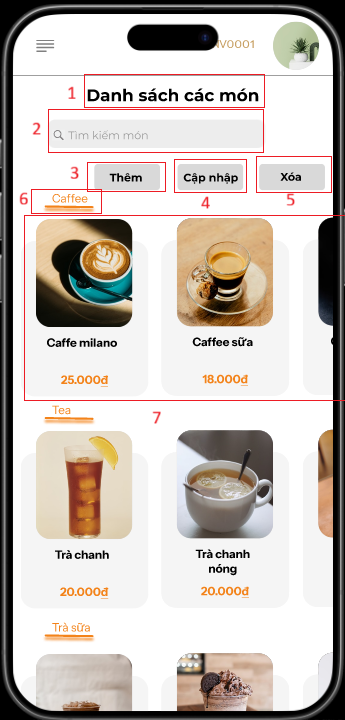 NV0001
1 Danh sách các món
2 Tìm kiếm món
3 Thêm Cập nhập Xóa
4 5
6 Caffee
Caffe milano Caffee sữa
25.000đ 18.000đ
Tea 7
Trà chanh Trà chanh
nóng
20.000đ 20.000đ
Trà sữa